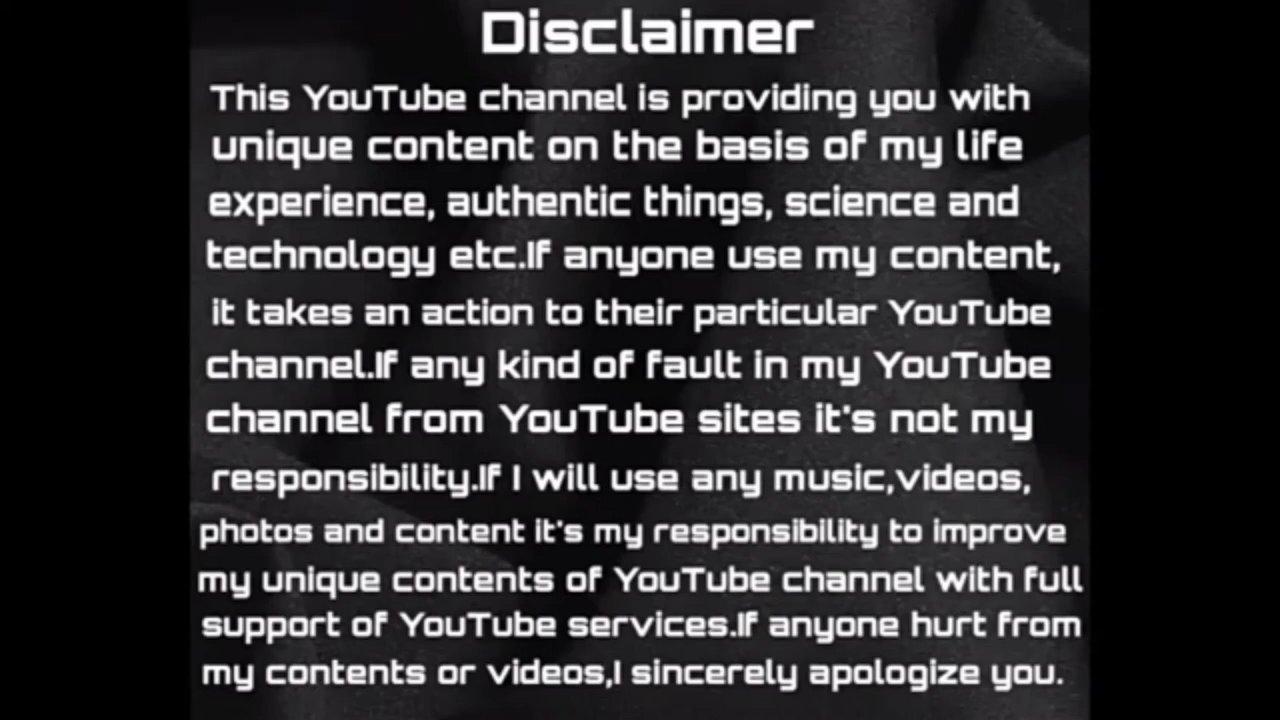 Disclaimer
This YouTube channel is providing you with
unique content on the basis of my life
experience, authentic things, science and
technology etc.If anyone use my content,
it takes an action to their particular YouTube
channel.If any kind of fault in my YouTube
channel from YouTube sites it's not my
responsibility.If I will use any music,videos,
photos and content it's my responsibility to improve
my unique contents of YouTube channel with full
support of YouTube services.If anyone hurt from
my contents or videos,I sincerely apologize you.